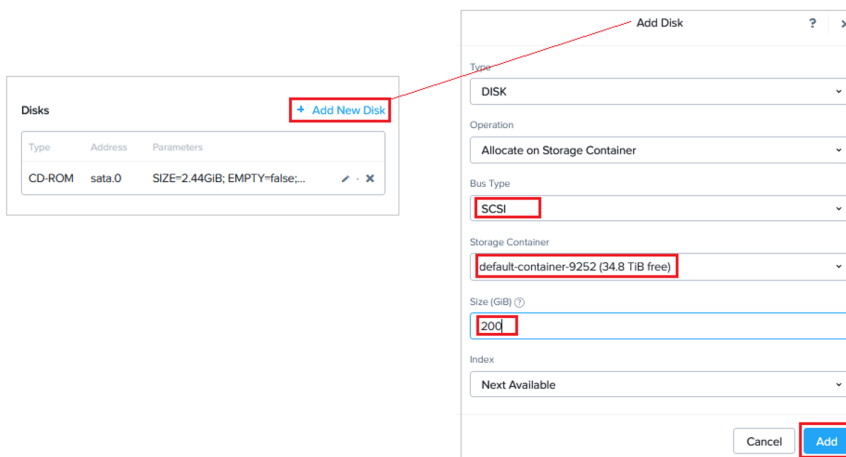 Disks
+ Add New Disk
Type Address Parameters
CD-ROM sata.0 SIZE=2.44GiB; EMPTY=false;...
Add Disk ?
Type
DISK
Operation
Allocate on Storage Container
Bus Type
SCSI
Storage Container
default-container-9252 (34.8 TiB free)
Size (GiB) ?
200
Index
Next Available
Cancel Add